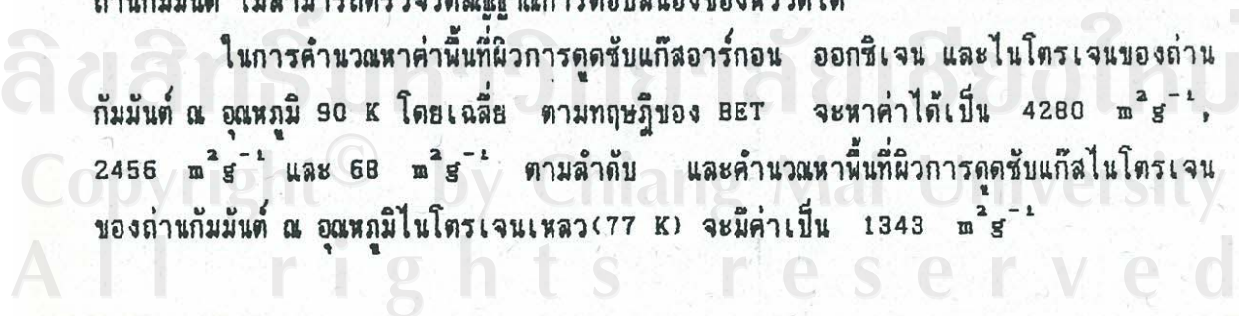 ในการคำนวณหาค่าพื้นที่ผิวการดูดซับแก๊สอาร์กอน ออกซิเจน และไนโตรเจนของถ่าน
กัมมันต์ ณ อุณหภูมิ 90 K โดยเฉลี่ย ตามทฤษฎีของ BET จะหาค่าได้เป็น 4280 m²g⁻¹,
2456 m²g⁻¹ และ 68 m²g⁻¹ ตามลำดับ และคำนวณหาพื้นที่ผิวการดูดซับแก๊สไนโตรเจน
ของถ่านกัมมันต์ ณ อุณหภูมิไนโตรเจนเหลว(77 K) จะมีค่าเป็น 1343 m²g⁻¹
Copyright © by Chiang Mai University
All rights reserved